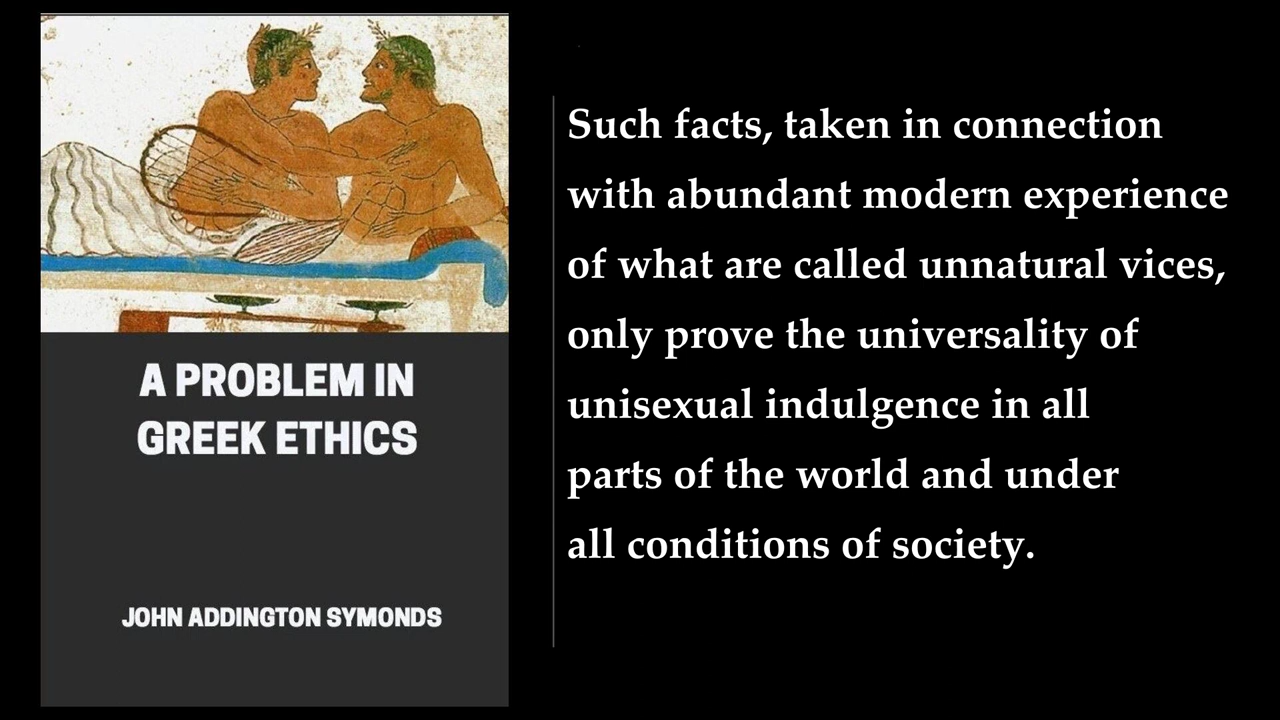 A PROBLEM IN
GREEK ETHICS
JOHN ADDINGTON SYMONDS
Such facts, taken in connection
with abundant modern experience
of what are called unnatural vices,
only prove the universality of
unisexual indulgence in all
parts of the world and under
all conditions of society.